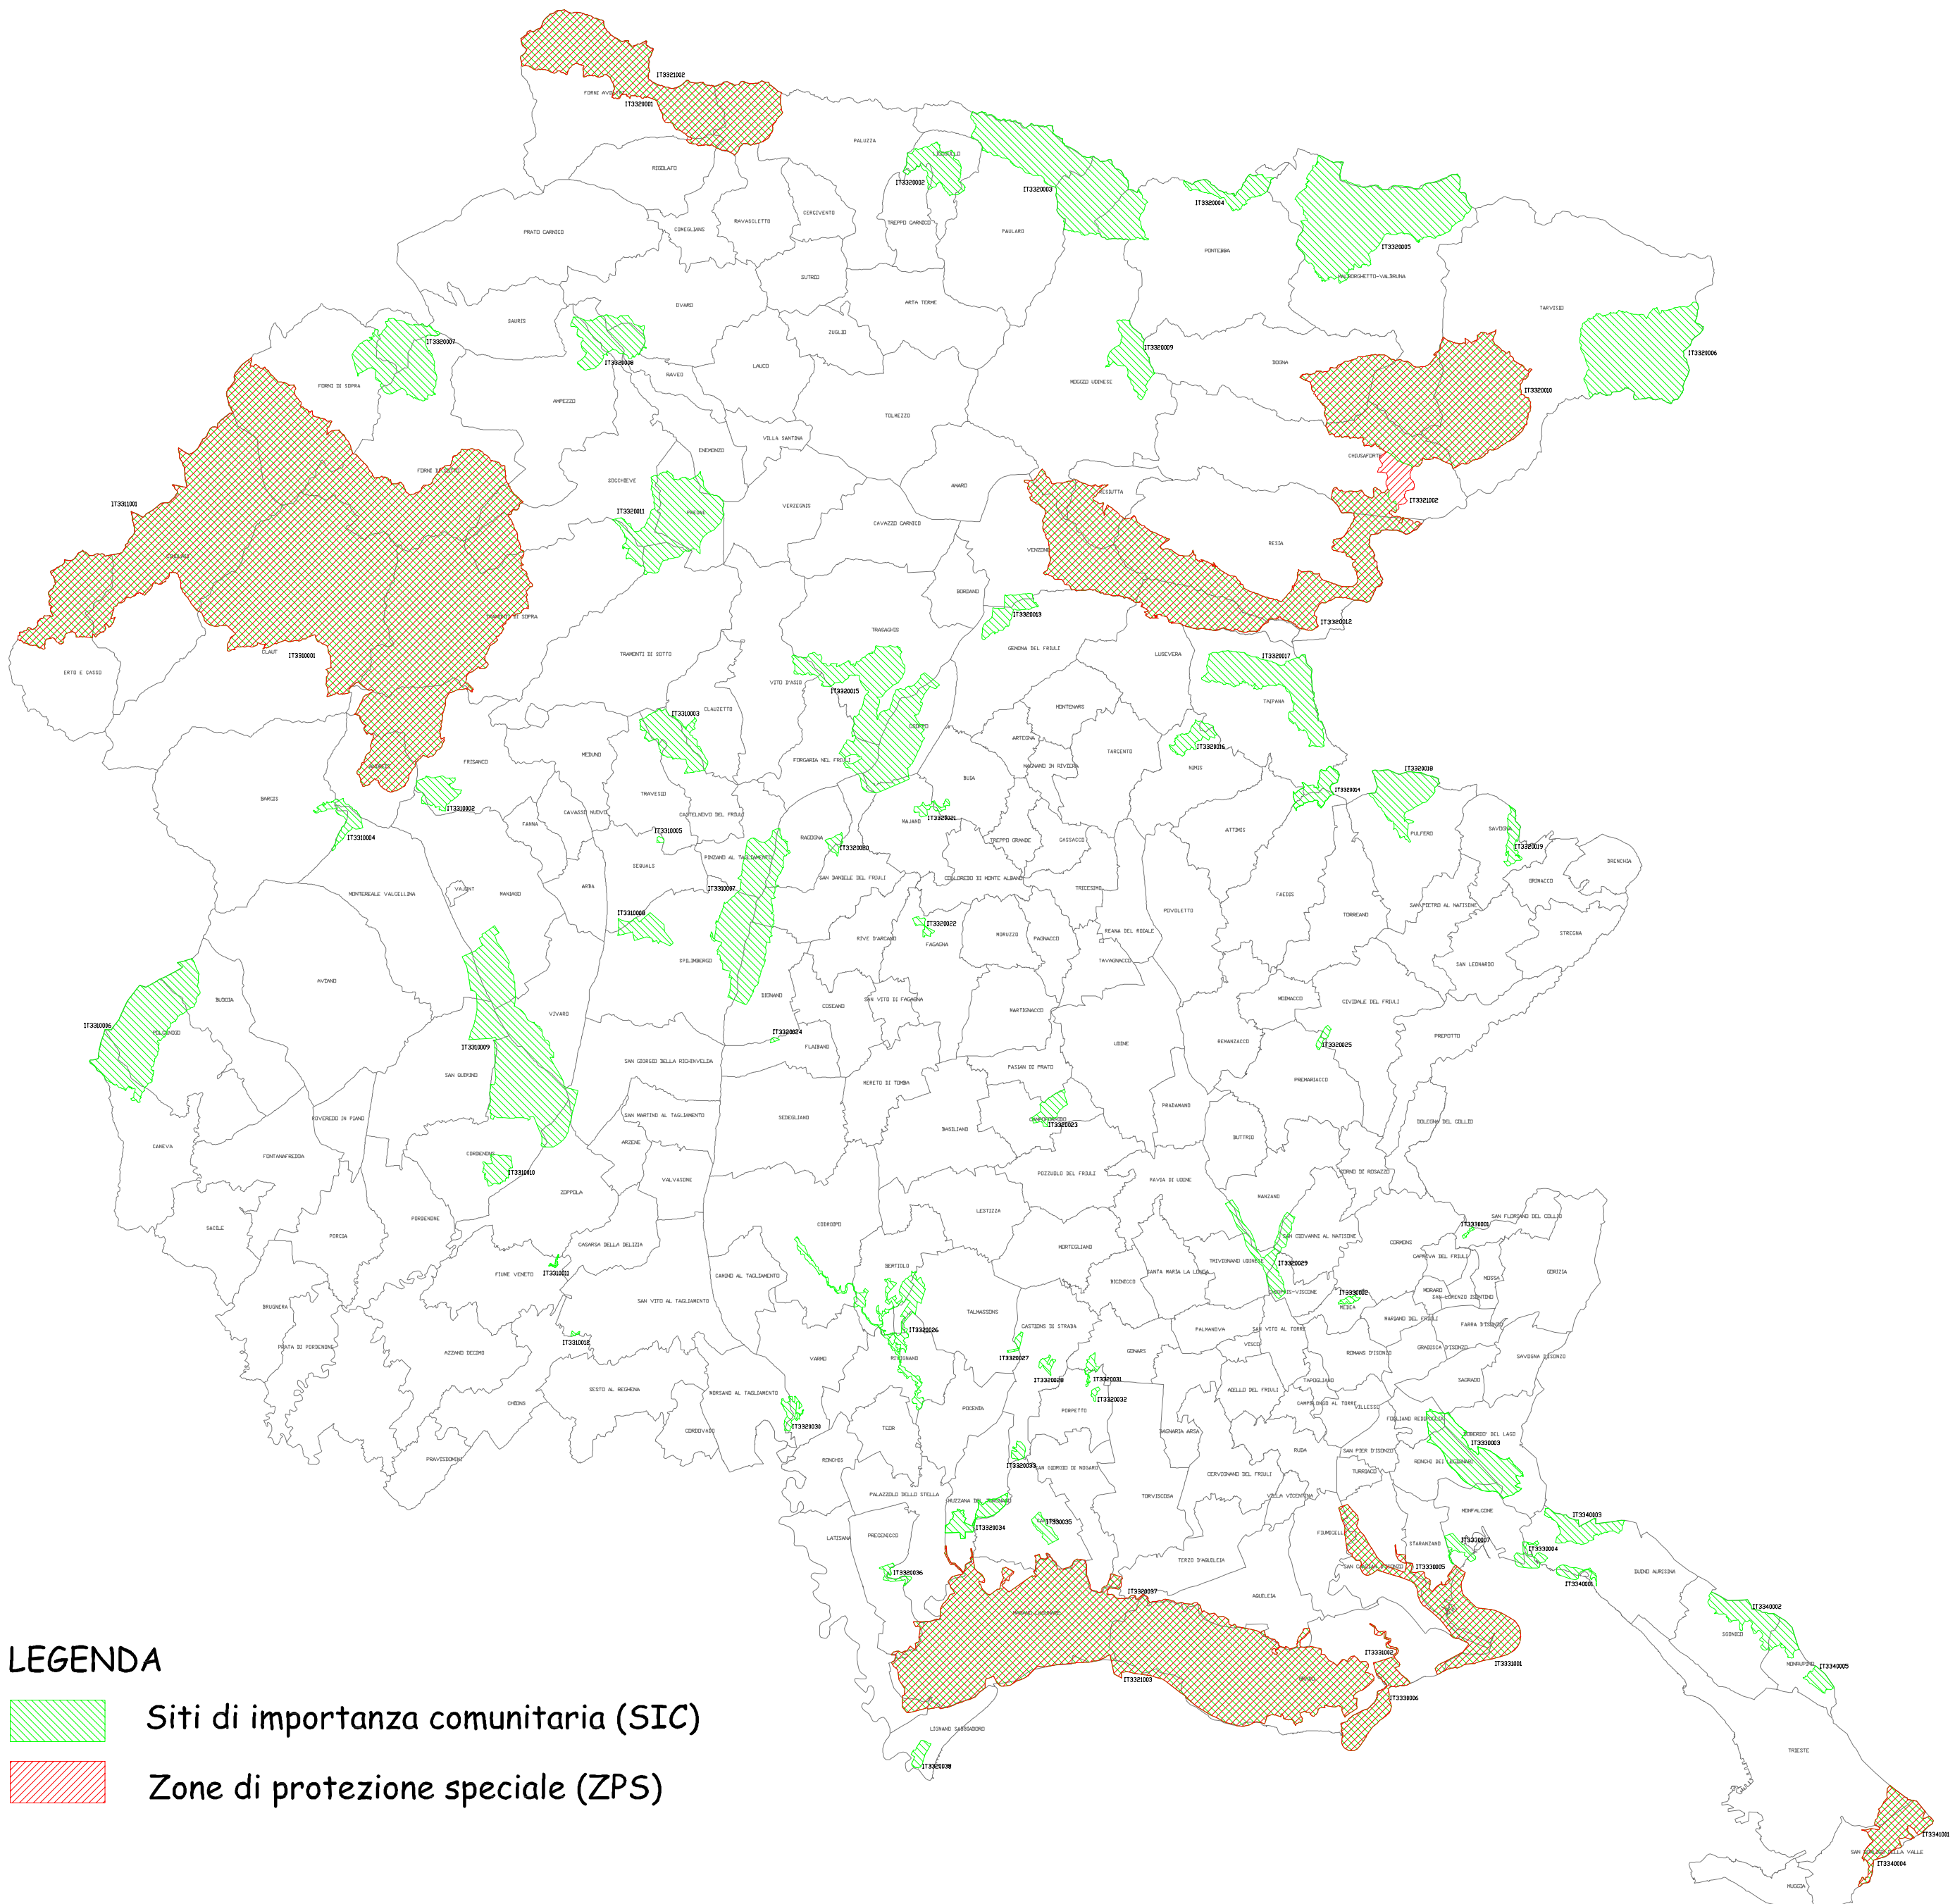 IT3321002
FORNI AVOLTRI
IT3320001
PALUZZA
LIGOSULLO
RIGOLATO
IT3320002
IT3320003
IT3320004
CERCIVENTO
RAVASCLETTO
TREPPO CARNICO
COMEGLIANS
PRATO CARNICO
PAULARO
IT3320005
PONTEBBA
MALBORGHETTO-VALBRUNA
SUTRIO
OVARO
ARTA TERME
TARVISIO
SAURIS
ZUGLIO
IT3320007
IT3320009
IT3320006
IT3320008
DOGNA
LAUCO
RAVEO
MOGGIO UDINESE
FORNI DI SOPRA
IT3320010
AMPEZZO
TOLMEZZO
VILLA SANTINA
ENEMONZO
CHIUSAFORTE
FORNI DI SOTTO
SOCCHIEVE
AMARO
RESIUTTA
IT3321002
IT3311001
VERZEGNIS
IT3320011
PREONE
CAVAZZO CARNICO
RESIA
VENZONE
CIMOLAIS
BORDANO
IT3320013
TRAMONTI DI SOPRA
IT3320012
TRASAGHIS
GEMONA DEL FRIULI
CLAUT
IT3310001
TRAMONTI DI SOTTO
LUSEVERA
IT3320017
ERTO E CASSO
VITO D'ASIO
IT3320015
TAIPANA
CLAUZZETTO
IT3310003
MONTENARS
OSOPPO
ARTEGNA
TARCENTO
IT3320016
MEDUNO
FRISANCO
FORGARIA NEL FRIULI
MAGNANO IN RIVIERA
NIMIS
ANDREIS
IT3320018
BUIA
BARCIS
TRAVESIO
IT3320014
IT3310002
CAVASSO NUOVO
CASTELNOVO DEL FRIULI
IT3320021
MAJANO
FANNA
IT3310005
ATTIMIS
SAVOGNA
PULFERO
IT3310004
RAGOGNA
TREPPO GRANDE
CASSACCO
IT3320020
IT3320019
PINZANO AL TAGLIAMENTO
DRENCHIA
SEQUALS
SAN DANIELE DEL FRIULI
COLLOREDO DI MONTE ALBANO
GRIMACCO
VAJONT
ARBA
IT3310007
TRICESIMO
MONTEREALE VALCELLINA
MANIAGO
FAEDIS
SAN PIETRO AL NATISONE
IT3310008
POVOLETTO
TORREANO
IT3320022
REANA DEL ROJALE
STREGNA
RIVE D'ARCANO
FAGAGNA
MORUZZO
PAGNACCO
SPILIMBERGO
TAVAGNACCO
SAN LEONARDO
AVIANO
DIGNANO
BUDOIA
SAN VITO DI FAGAGNA
MOIMACCO
CIVIDALE DEL FRIULI
COSEANO
MARTIGNACCO
VIVARO
IT3310006
POLCENIGO
IT3320024
PREPOTTO
FLAIBANO
UDINE
REMANZACCO
IT3320025
IT3310009
SAN GIORGIO DELLA RICHINVELDA
PASIAN DI PRATO
SAN QUIRINO
MERETO DI TOMBA
PREMARIACCO
PRADAMANO
ROVEREDO IN PIANO
SAN MARTINO AL TAGLIAMENTO
SEDEGLIANO
CAMPOFORMIDO
IT3320023
DOLEGNA DEL COLLIO
BASILIANO
BUTTRIO
CANEVA
ARZENE
CORDENONS
FONTANAFREDDA
IT3310010
POZZUOLO DEL FRIULI
CORNO DI ROSAZZO
VALVASONE
PAVIA DI UDINE
ZOPPOLA
MANZANO
PORDENONE
LESTIZZA
SAN FLORIANO DEL COLLIO
SACILE
CODROIPO
IT3330001
PORCIA
SAN GIOVANNI AL NATISONE
CORMONS
CASARSA DELLA DELIZIA
MORTEGLIANO
CAPRIVA DEL FRIULI
BERTIOLO
TRIVIGNANO UDINESE
IT3320029
GORIZIA
FIUME VENETO
IT3310011
CAMINO AL TAGLIAMENTO
SANTA MARIA LA LONGA
BICINICCO
MOSSA
CHIOPRIS-VISCONE
IT3330002
MEDEA
MORARO
SAN LORENZO ISONTINO
SAN VITO AL TAGLIAMENTO
BRUGNERA
TALMASSONS
MARIANO DEL FRIULI
FARRA D'ISONZO
CASTIONS DI STRADA
IT3320026
PALMANOVA
SAN VITO AL TORRE
IT3310012
PRATA DI PORDENONE
AZZANO DECIMO
VISCO
GRADISCA D'ISONZO
VARMO
RIVIGNANO
IT3320027
GONARS
ROMANS D'ISONZO
SAVOGNA D'ISONZO
IT3320028
IT3320031
TAPOGLIANO
SAGRADO
SESTO AL REGHENA
MORSANO AL TAGLIAMENTO
AIELLO DEL FRIULI
IT3320032
CHIONS
CAMPOLONGO AL TORRE
VILLESSE
POCENIA
PORPETTO
FOGLIANO REDIPUGLIA
IT3320030
TEOR
CORDOVADO
BAGNARIA ARSA
DOBERDO' DEL LAGO
IT3330003
RUDA
SAN PIER D'ISONZO
PRAVISDOMINI
RONCHIS
IT3320033
SAN GIORGIO DI NOGARO
RONCHI DEI LEGIONARI
TURRIACO
CERVIGNANO DEL FRIULI
PALAZZOLO DELLO STELLA
TORVISCOSA
VILLA VICENTINA
MUZZANA DEL TURGNANO
MONFALCONE
IT3340003
IT3320034
IT3320035
FIUMICELLO
LATISANA
PRECENICCO
IT3330007
STARANZANO
IT3330004
TERZO D'AQUILEIA
SAN CANZIAN D'ISONZO
IT3330005
IT3320036
DUINO AURISINA
IT3340001
IT3320037
AQUILEIA
IT3340002
MARANO LAGUNARE
SGONICO
IT3331002
IT3331001
MONRUPINO
IT3340005
IT3321003
GRADO
IT3330006
LIGNANO SABBIADORO
TRIESTE
IT3320038
IT3341001
SAN DORLIGO DELLA VALLE
IT3340004
MUGGIA
LEGENDA
Siti di importanza comunitaria (SIC)
Zone di protezione speciale (ZPS)